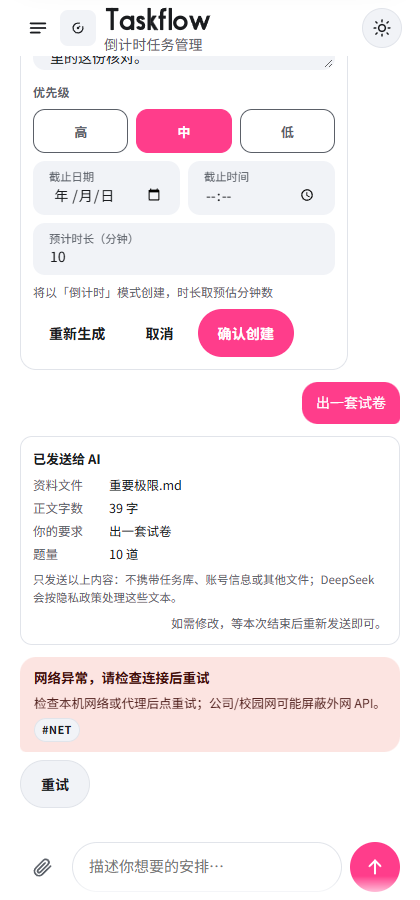 Taskflow
倒计时任务管理
里的这份核对。
优先级
高
中
低
截止日期
年 /月/日
截止时间
--:--
预计时长（分钟）
10
将以「倒计时」模式创建，时长取预估分钟数
重新生成
取消
确认创建
出一套试卷
已发送给 AI
资料文件 重要极限.md
正文字数 39 字
你的要求 出一套试卷
题量 10 道
只发送以上内容：不携带任务库、账号信息或其他文件；DeepSeek
会按隐私政策处理这些文本。
如需修改，等本次结束后重新发送即可。
网络异常，请检查连接后重试
检查本机网络或代理后点重试；公司/校园网可能屏蔽外网 API。
#NET
重试
描述你想要的安排…